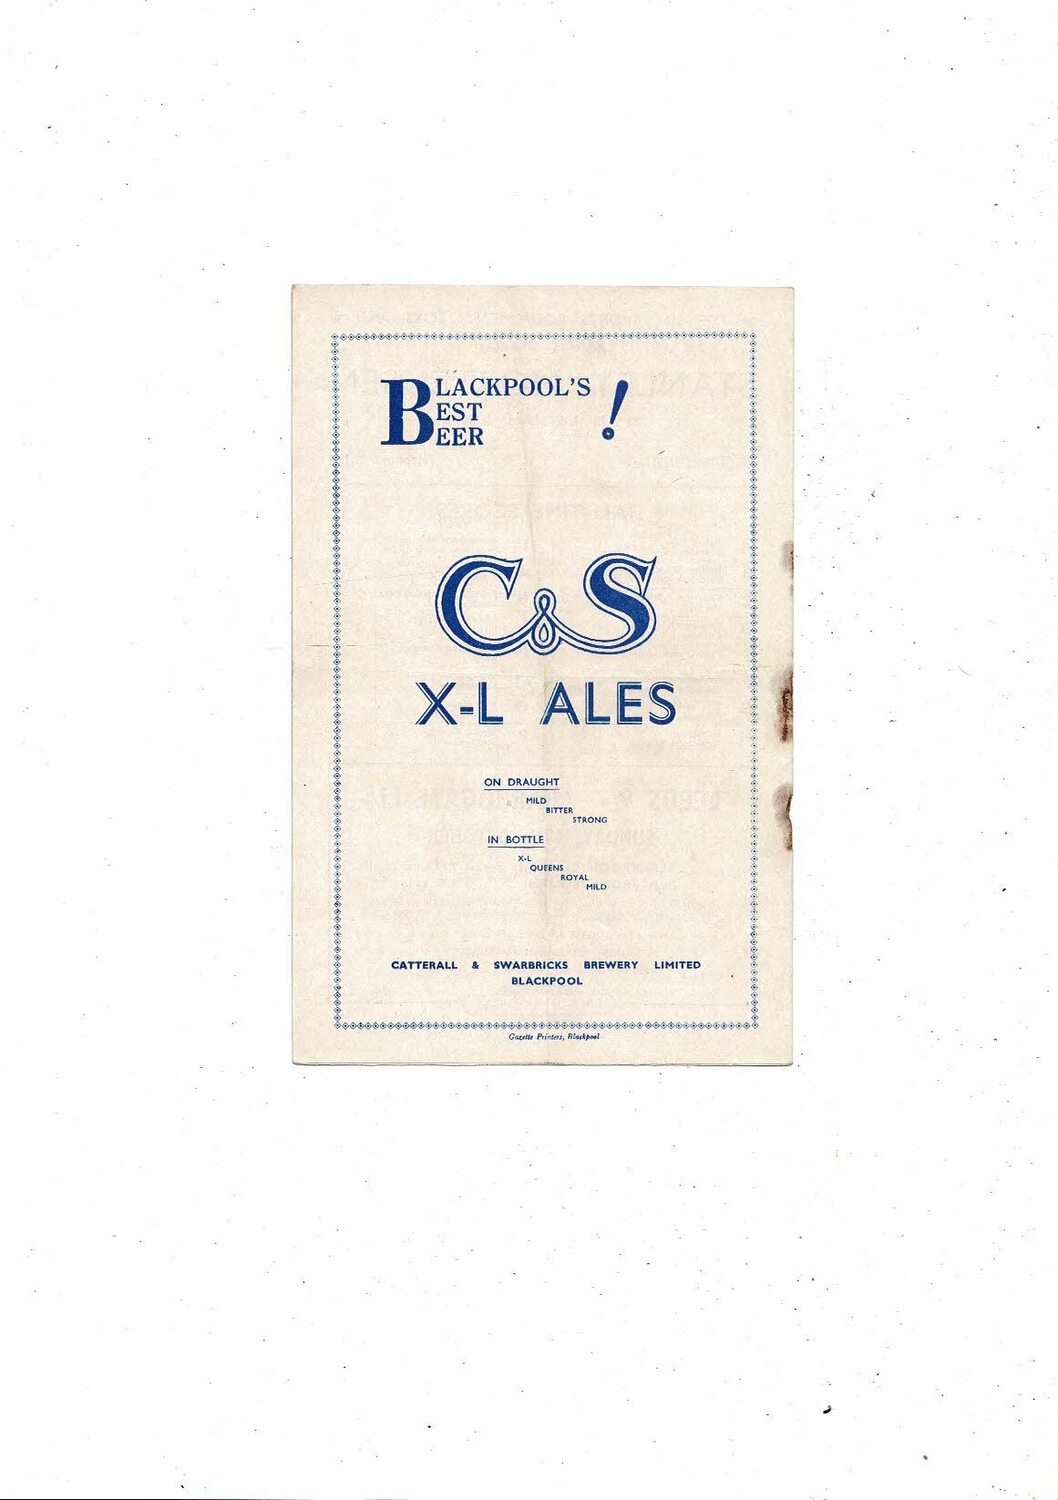 BLACKPOOL'S
BEST !
BEER
C&S
X-L ALES
ON DRAUGHT
MILD
BITTER
STRONG
IN BOTTLE
X-L
QUEENS
ROYAL
MILD
CATTERALL & SWARBRICKS BREWERY LIMITED
BLACKPOOL
Gazette Printers, Blackpool